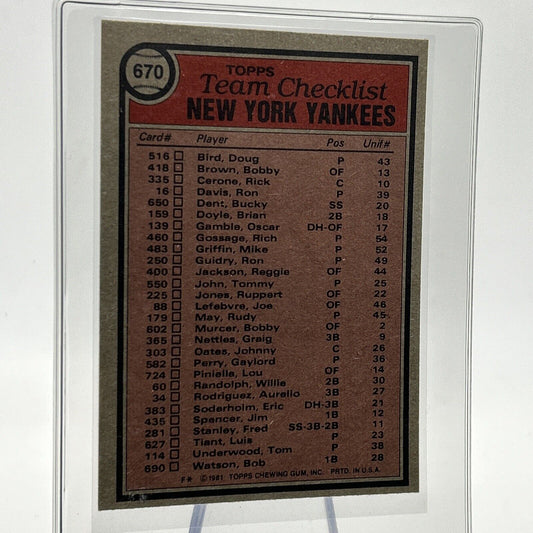 670
TOPPS
Team Checklist
NEW YORK YANKEES
Card# Player Pos Unif#
516 Bird, Doug P 43
418 Brown, Bobby OF 13
335 Cerone, Rick C 10
16 Davis, Ron P 39
650 Dent, Bucky SS 20
159 Doyle, Brian 2B 18
139 Gamble, Oscar DH-OF 17
460 Gossage, Rich P 54
463 Griffin, Mike P 52
250 Guidry, Ron P 49
400 Jackson, Reggie OF 44
550 John, Tommy P 25
225 Jones, Ruppert OF 22
88 Lefebvre, Joe OF 46
179 May, Rudy P 45
602 Murcer, Bobby OF 2
365 Nettles, Graig 3B 9
303 Oates, Johnny C 26
582 Perry, Gaylord P 36
724 Piniella, Lou OF 14
60 Randolph, Willie 2B 30
34 Rodriguez, Aurelio 3B 27
383 Soderholm, Eric DH-3B 21
435 Spencer, Jim 1B 12
281 Stanley, Fred SS-3B-2B 11
627 Tiant, Luis P 23
114 Underwood, Tom P 38
690 Watson, Bob 1B 28
F* ©1981 TOPPS CHEWING GUM, INC. PRTD. IN U.S.A.